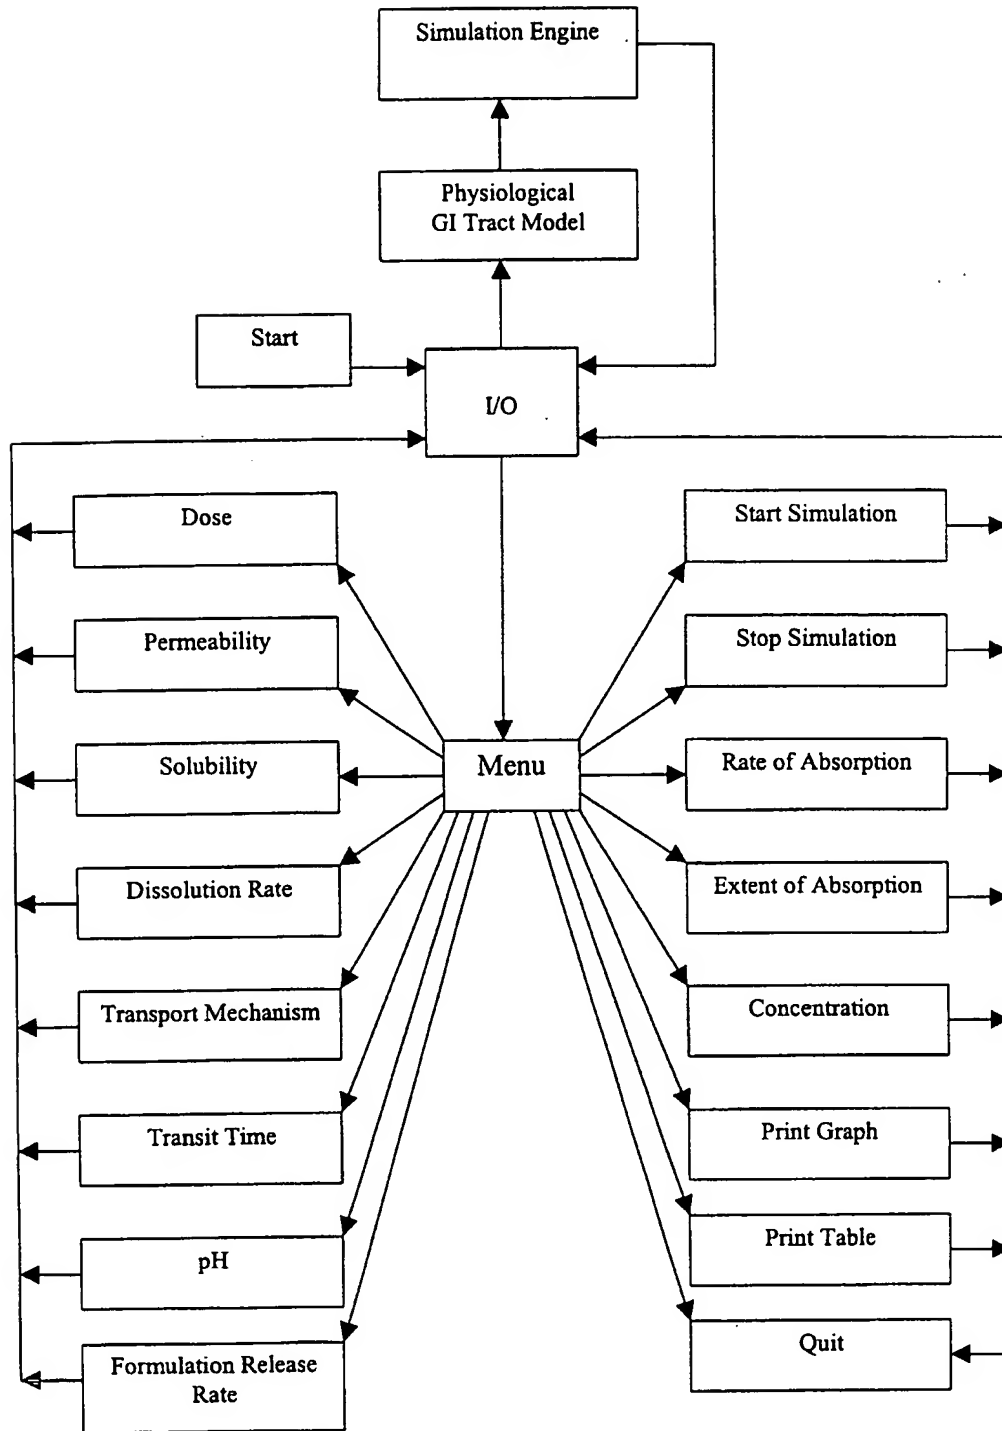 Simulation Engine
Physiological
GI Tract Model
Start
I/O
Dose
Permeability
Solubility
Dissolution Rate
Transport Mechanism
Transit Time
pH
Formulation Release
Rate
Menu
Start Simulation
Stop Simulation
Rate of Absorption
Extent of Absorption
Concentration
Print Graph
Print Table
Quit